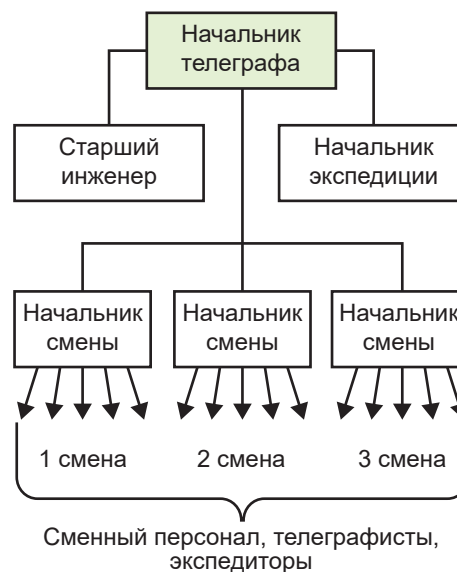 Начальник
телеграфа
Старший
инженер
Начальник
экспедиции
Начальник
смены
Начальник
смены
Начальник
смены
1 смена
2 смена
3 смена
Сменный персонал, телеграфисты,
экспедиторы